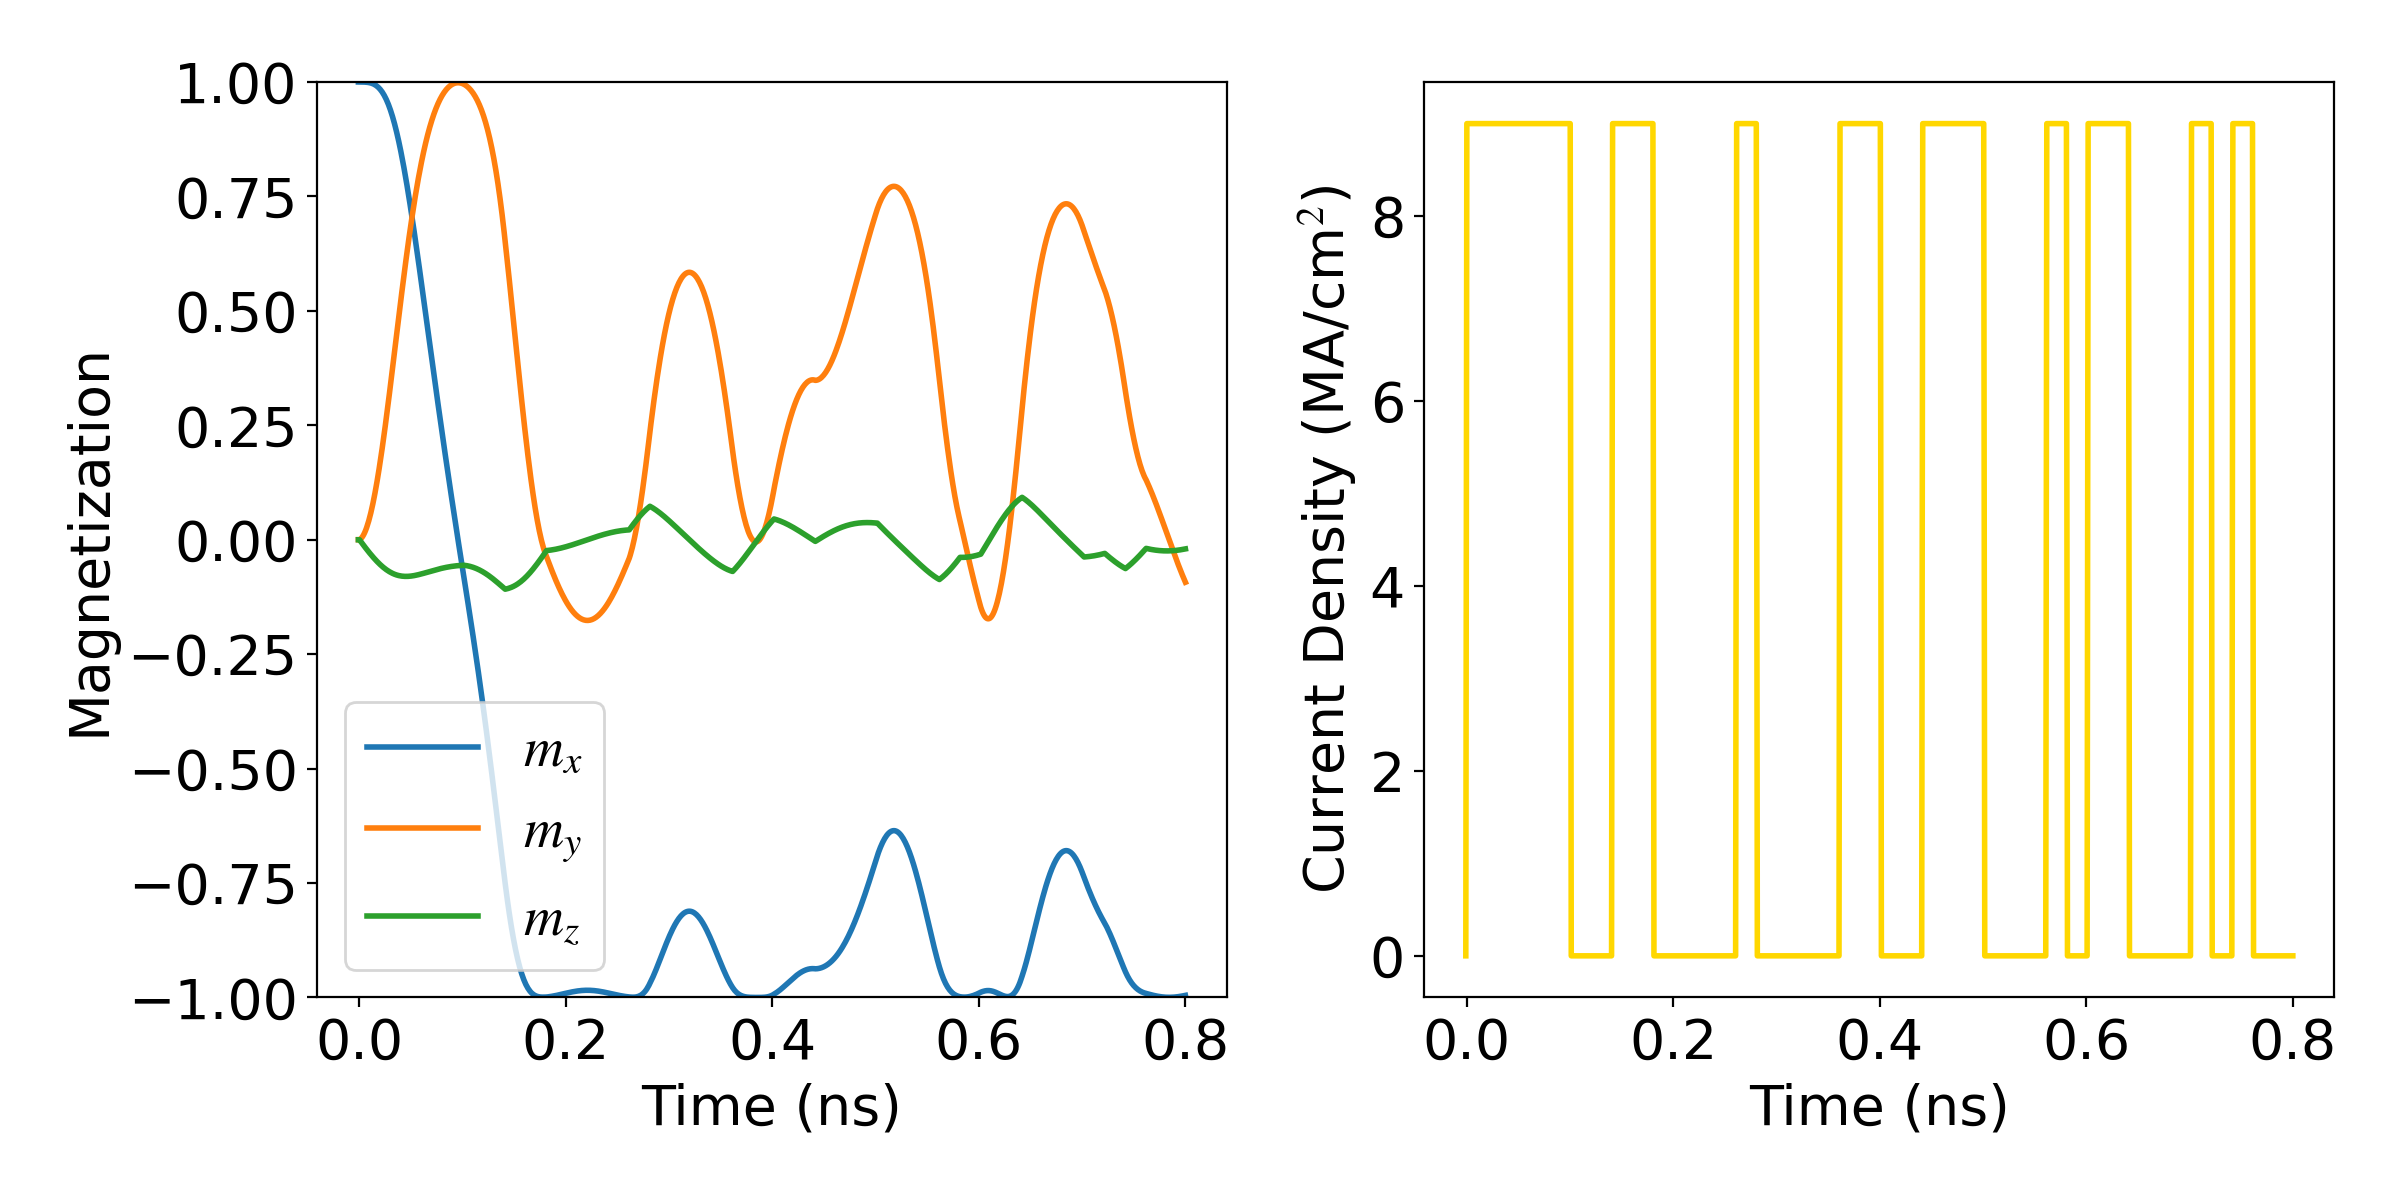 1.00
0.75
0.50
0.25
0.00
−0.25
−0.50
−0.75
−1.00
Magnetization
m_x
m_y
m_z
0.0 0.2 0.4 0.6 0.8
Time (ns)
8
6
4
2
0
Current Density (MA/cm²)
0.0 0.2 0.4 0.6 0.8
Time (ns)